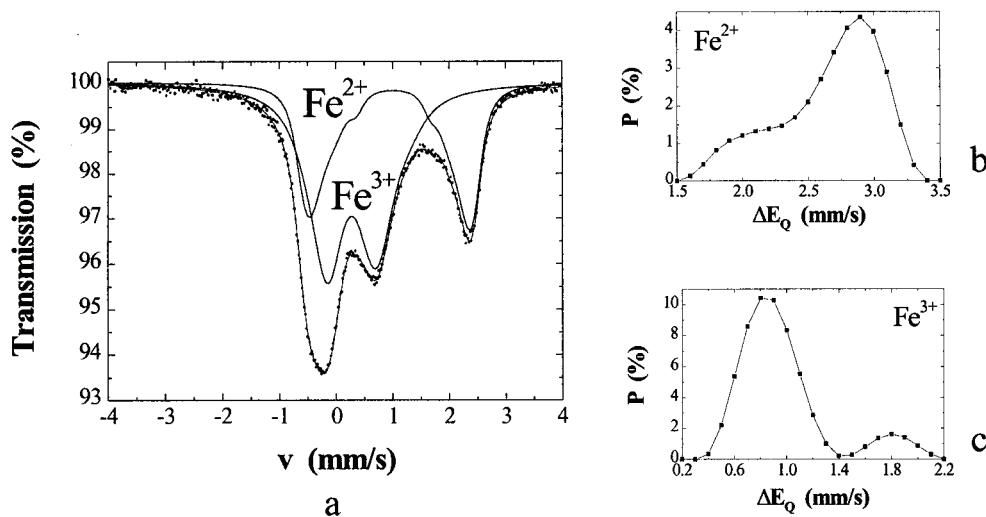 Transmission (%)
100
99
98
97
96
95
94
93
Fe²⁺
Fe³⁺
-4 -3 -2 -1 0 1 2 3 4
v (mm/s)
a
P (%)
4
3
2
1
0
Fe²⁺
1.5 2.0 2.5 3.0 3.5
ΔE_Q (mm/s)
b
P (%)
10
8
6
4
2
0
Fe³⁺
0.2 0.6 1.0 1.4 1.8 2.2
ΔE_Q (mm/s)
c